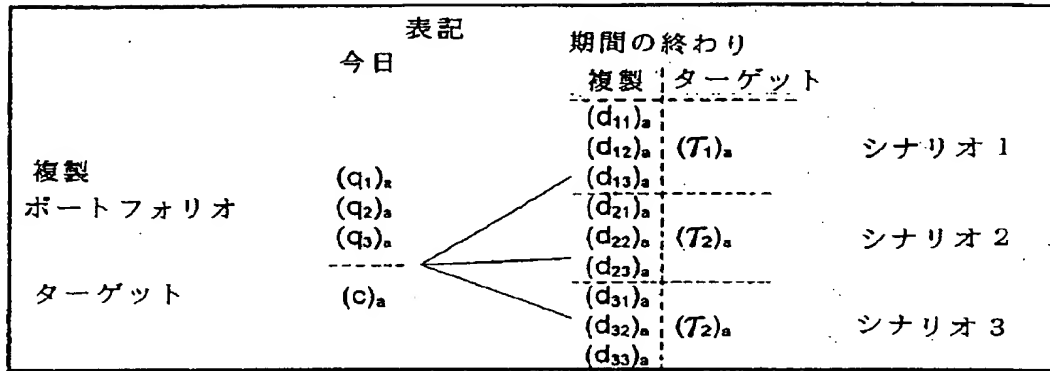 表記
今日 期間の終わり
複製 ターゲット
(d₁₁)ₐ
(d₁₂)ₐ (T₁)ₐ シナリオ1
複製 (q₁)ₐ (d₁₃)ₐ
ポートフォリオ (q₂)ₐ (d₂₁)ₐ
(q₃)ₐ (d₂₂)ₐ (T₂)ₐ シナリオ2
(d₂₃)ₐ
ターゲット (c)ₐ (d₃₁)ₐ
(d₃₂)ₐ (T₂)ₐ シナリオ3
(d₃₃)ₐ